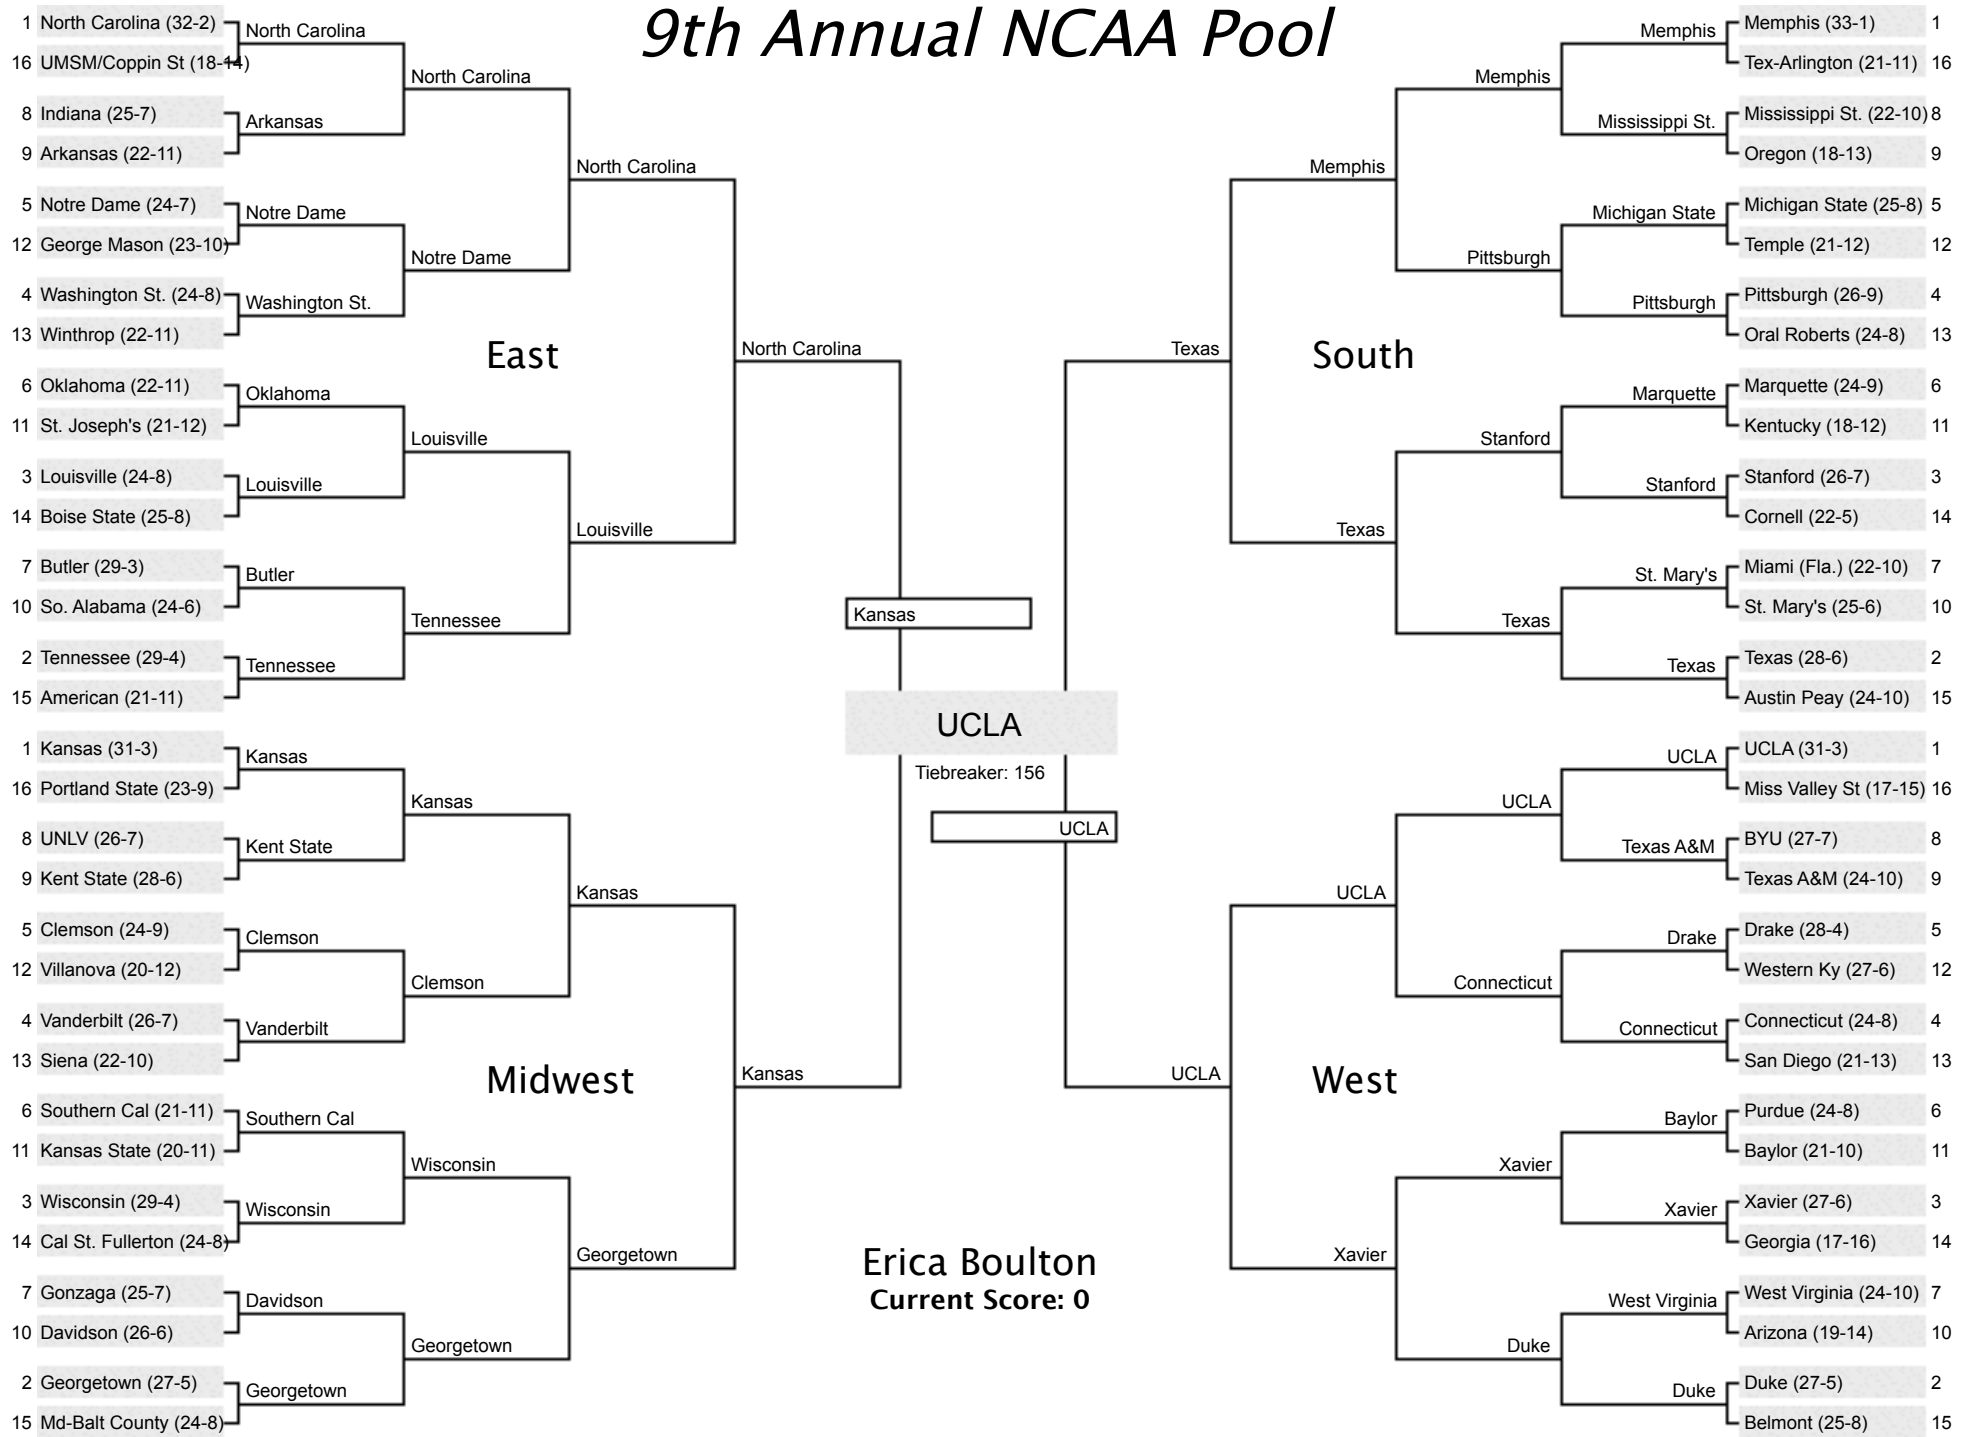 9th Annual NCAA Pool
1 North Carolina (32-2)
16 UMSM/Coppin St (18-14)
8 Indiana (25-7)
9 Arkansas (22-11)
5 Notre Dame (24-7)
12 George Mason (23-10)
4 Washington St. (24-8)
13 Winthrop (22-11)
6 Oklahoma (22-11)
11 St. Joseph's (21-12)
3 Louisville (24-8)
14 Boise State (25-8)
7 Butler (29-3)
10 So. Alabama (24-6)
2 Tennessee (29-4)
15 American (21-11)
North Carolina
Arkansas
Notre Dame
Washington St.
Oklahoma
Louisville
Butler
Tennessee
North Carolina
Notre Dame
Louisville
Tennessee
North Carolina
Louisville
East
North Carolina
1 Kansas (31-3)
16 Portland State (23-9)
8 UNLV (26-7)
9 Kent State (28-6)
5 Clemson (24-9)
12 Villanova (20-12)
4 Vanderbilt (26-7)
13 Siena (22-10)
6 Southern Cal (21-11)
11 Kansas State (20-11)
3 Wisconsin (29-4)
14 Cal St. Fullerton (24-8)
7 Gonzaga (25-7)
10 Davidson (26-6)
2 Georgetown (27-5)
15 Md-Balt County (24-8)
Kansas
Kent State
Clemson
Vanderbilt
Southern Cal
Wisconsin
Davidson
Georgetown
Kansas
Clemson
Wisconsin
Georgetown
Kansas
Georgetown
Midwest
Kansas
Kansas
UCLA
Tiebreaker: 156
UCLA
Erica Boulton
Current Score: 0
Texas
South
Memphis
Texas
Memphis
Pittsburgh
Stanford
Texas
Memphis
Mississippi St.
Michigan State
Pittsburgh
Marquette
Stanford
St. Mary's
Texas
Memphis (33-1) 1
Tex-Arlington (21-11) 16
Mississippi St. (22-10) 8
Oregon (18-13) 9
Michigan State (25-8) 5
Temple (21-12) 12
Pittsburgh (26-9) 4
Oral Roberts (24-8) 13
Marquette (24-9) 6
Kentucky (18-12) 11
Stanford (26-7) 3
Cornell (22-5) 14
Miami (Fla.) (22-10) 7
St. Mary's (25-6) 10
Texas (28-6) 2
Austin Peay (24-10) 15
UCLA
West
UCLA
Xavier
UCLA
Connecticut
Xavier
Duke
UCLA
Texas A&M
Drake
Connecticut
Baylor
Xavier
West Virginia
Duke
UCLA (31-3) 1
Miss Valley St (17-15) 16
BYU (27-7) 8
Texas A&M (24-10) 9
Drake (28-4) 5
Western Ky (27-6) 12
Connecticut (24-8) 4
San Diego (21-13) 13
Purdue (24-8) 6
Baylor (21-10) 11
Xavier (27-6) 3
Georgia (17-16) 14
West Virginia (24-10) 7
Arizona (19-14) 10
Duke (27-5) 2
Belmont (25-8) 15